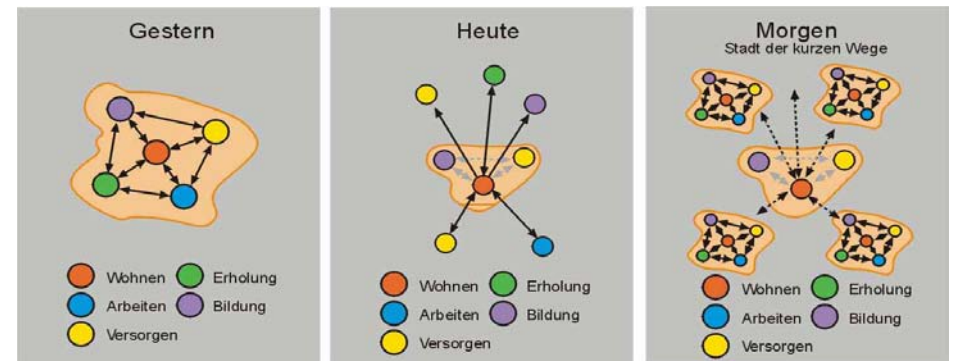 Gestern
Wohnen Erholung
Arbeiten Bildung
Versorgen
Heute
Wohnen Erholung
Arbeiten Bildung
Versorgen
Morgen
Stadt der kurzen Wege
Wohnen Erholung
Arbeiten Bildung
Versorgen